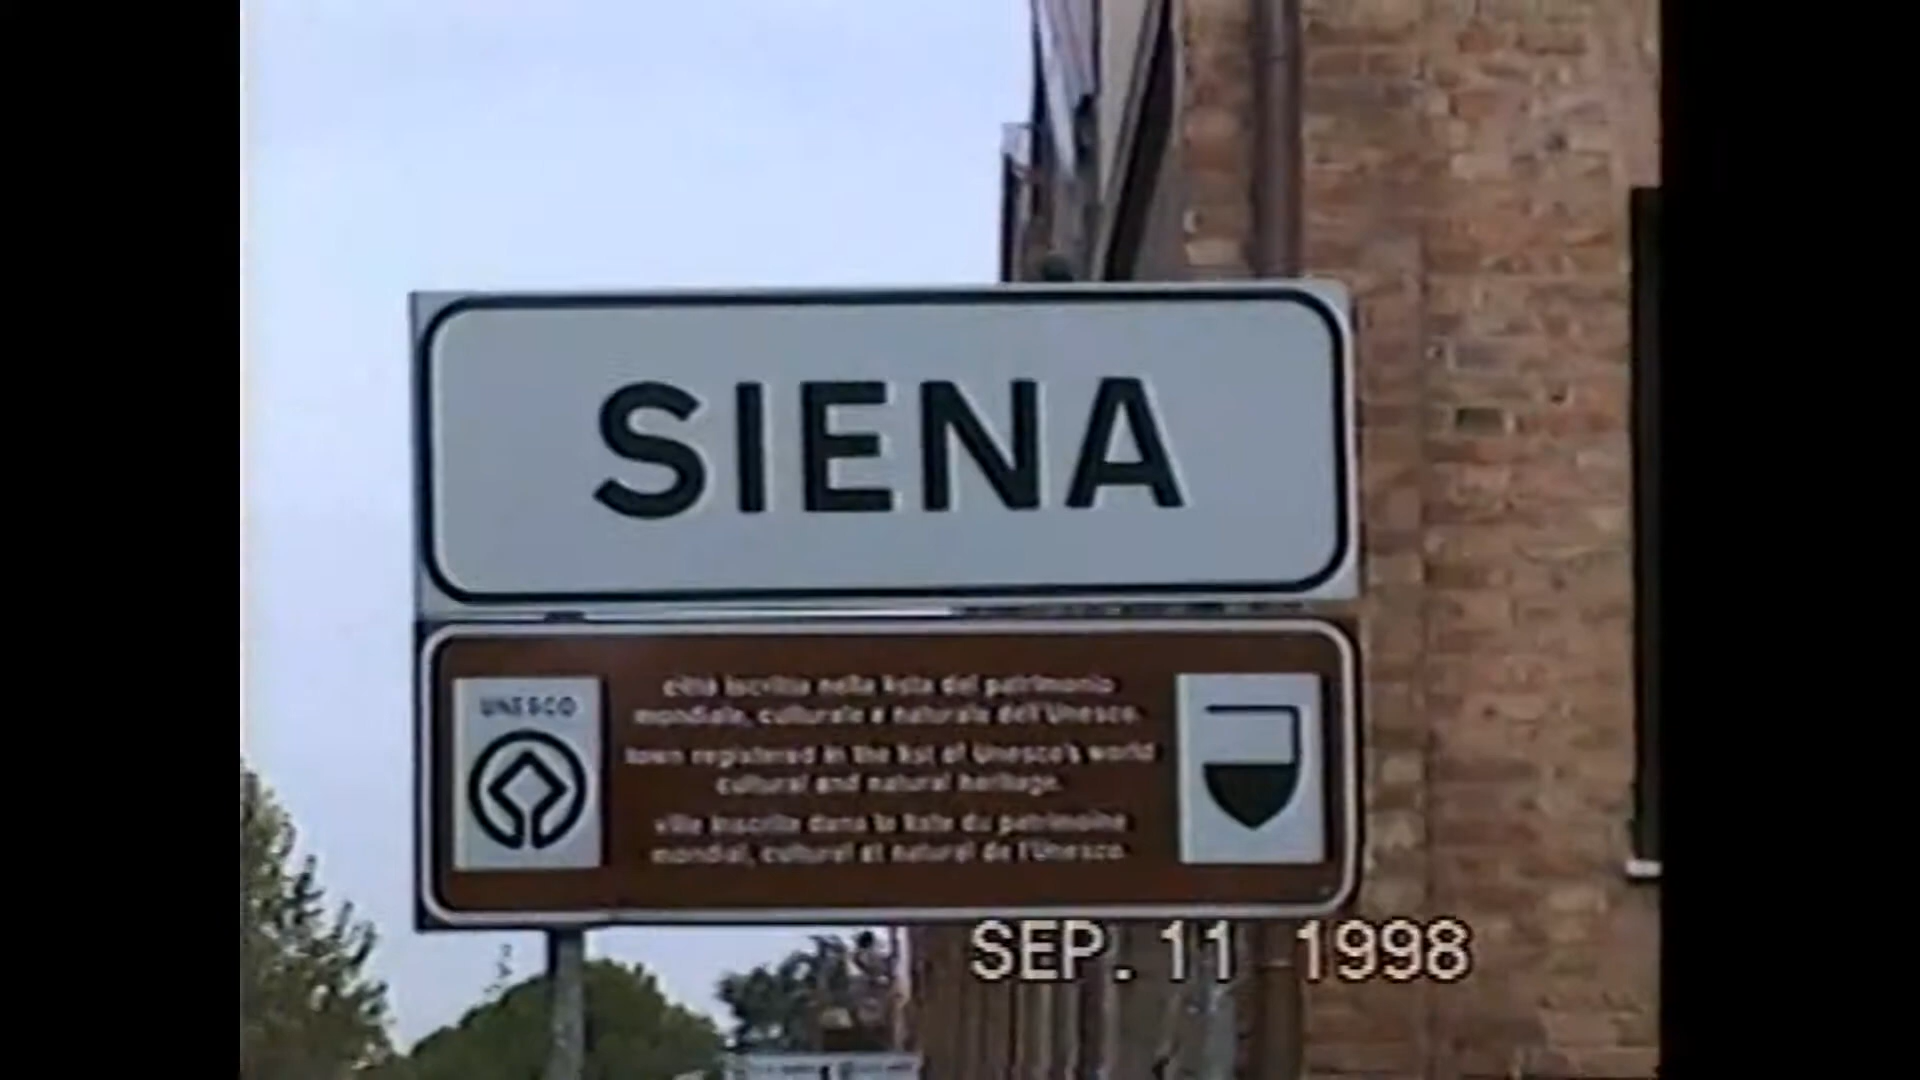 SIENA
UNESCO
città iscritta nella lista del patrimonio
mondiale, culturale e naturale dell'Unesco.
town registered in the list of Unesco's world
cultural and natural heritage.
ville inscrite dans la liste du patrimoine
mondial, culturel et naturel de l'Unesco.
SEP. 11 1998